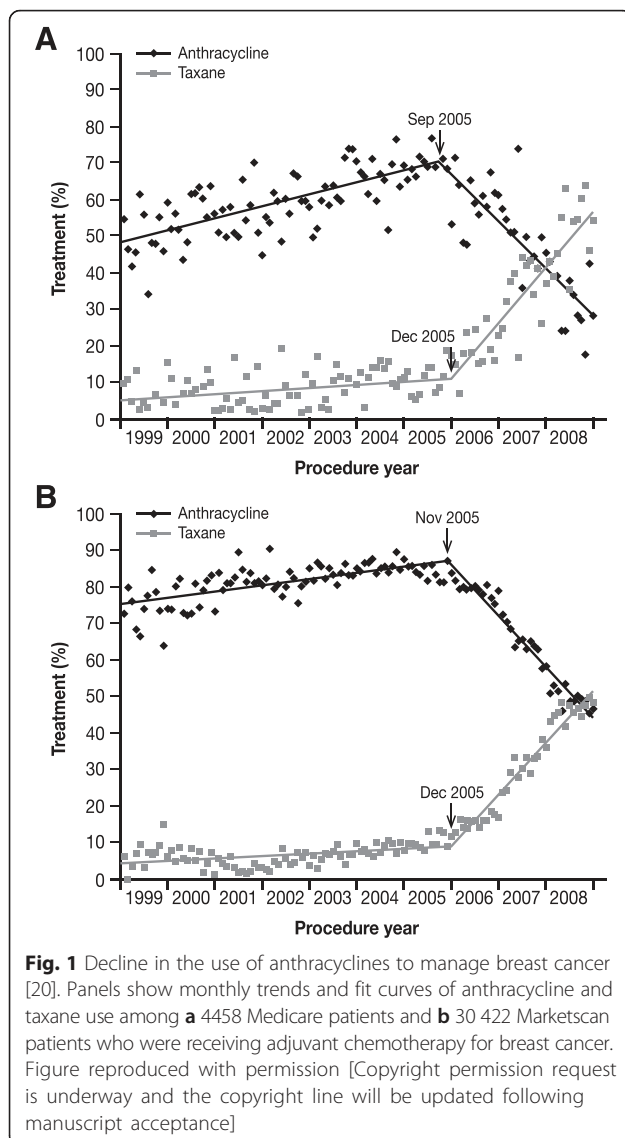 A
100
90
80
70
60
50
40
30
20
10
0
Treatment (%)
Anthracycline
Taxane
Sep 2005
Dec 2005
1999 2000 2001 2002 2003 2004 2005 2006 2007 2008
Procedure year
B
100
90
80
70
60
50
40
30
20
10
0
Treatment (%)
Anthracycline
Taxane
Nov 2005
Dec 2005
1999 2000 2001 2002 2003 2004 2005 2006 2007 2008
Procedure year
Fig. 1 Decline in the use of anthracyclines to manage breast cancer
[20]. Panels show monthly trends and fit curves of anthracycline and
taxane use among a 4458 Medicare patients and b 30 422 Marketscan
patients who were receiving adjuvant chemotherapy for breast cancer.
Figure reproduced with permission [Copyright permission request
is underway and the copyright line will be updated following
manuscript acceptance]